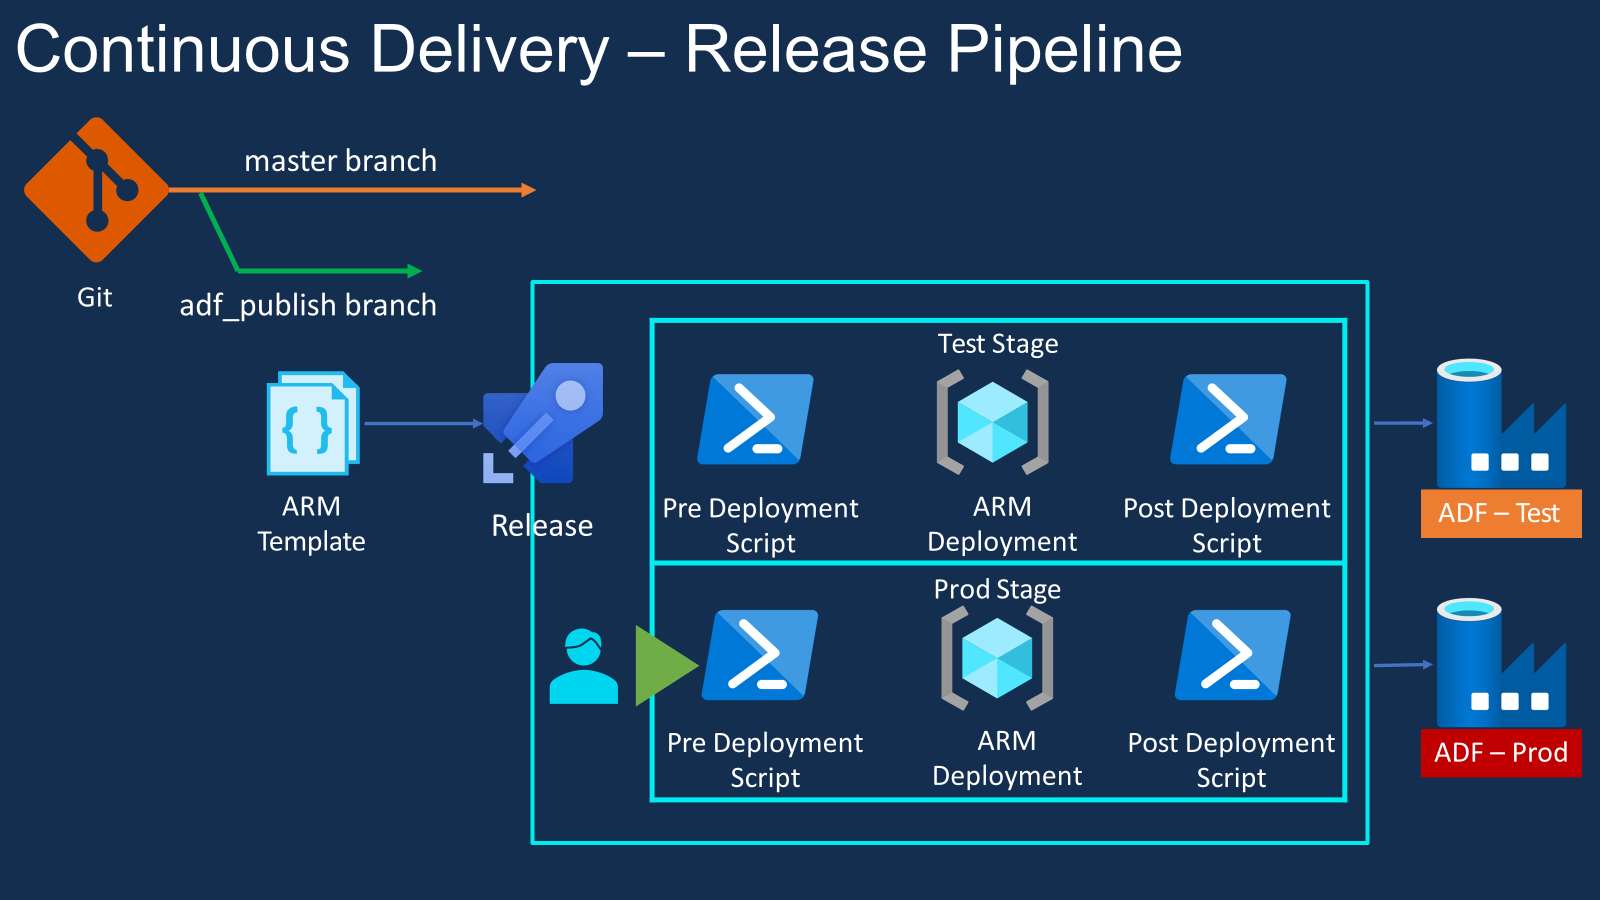 Continuous Delivery – Release Pipeline
master branch
Git
adf_publish branch
Test Stage
{ }
ARM
Template
Release
Pre Deployment
Script
ARM
Deployment
Post Deployment
Script
ADF – Test
Prod Stage
Pre Deployment
Script
ARM
Deployment
Post Deployment
Script
ADF – Prod